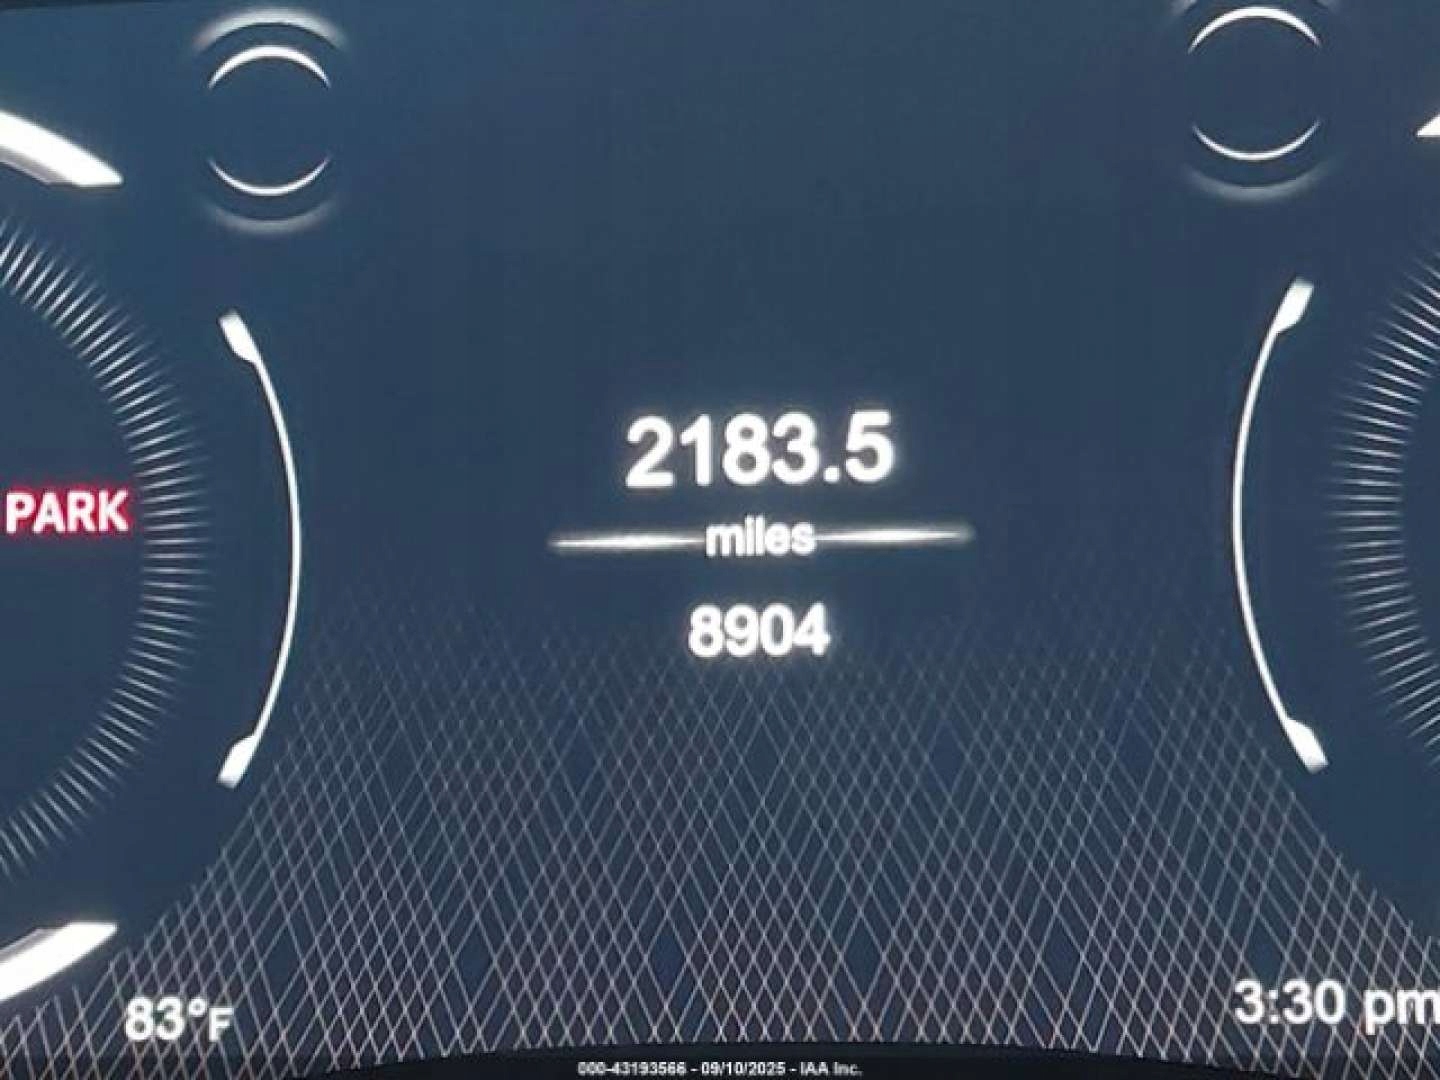 2183.5
miles
8904
PARK
83°F
3:30 pm
000-43193566 - 09/10/2025 - IAA Inc.